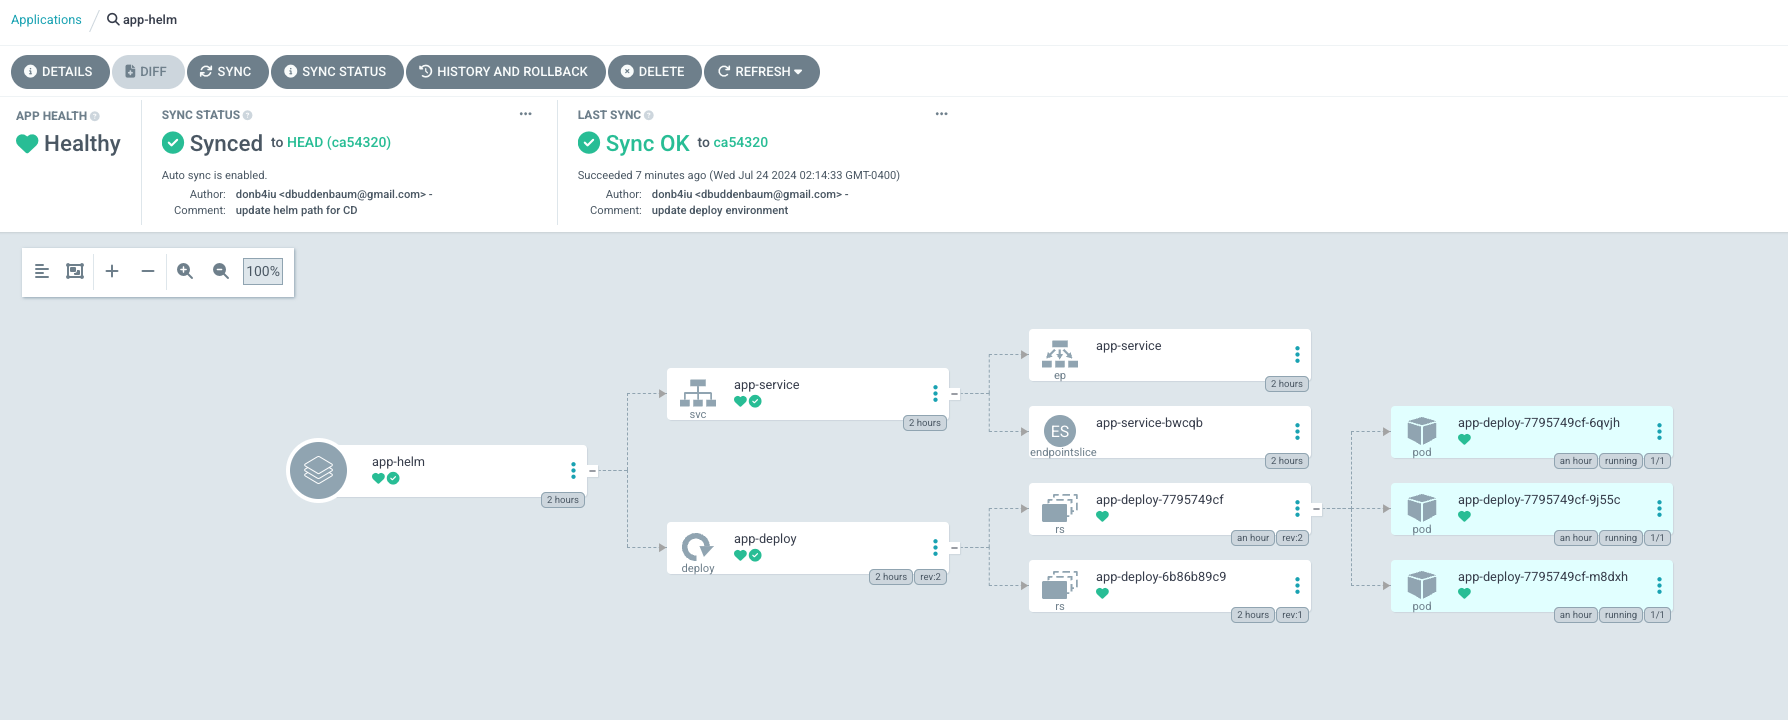 Applications / app-helm
DETAILS DIFF SYNC SYNC STATUS HISTORY AND ROLLBACK DELETE REFRESH
APP HEALTH
Healthy
SYNC STATUS
Synced to HEAD (ca54320)
Auto sync is enabled.
Author: donb4iu <dbuddenbaum@gmail.com> -
Comment: update helm path for CD
LAST SYNC
Sync OK to ca54320
Succeeded 7 minutes ago (Wed Jul 24 2024 02:14:33 GMT-0400)
Author: donb4iu <dbuddenbaum@gmail.com> -
Comment: update deploy environment
100%
app-helm
2 hours
app-service
svc
2 hours
app-deploy
deploy
2 hours rev:2
app-service
ep
2 hours
ES
app-service-bwcqb
endpointslice
2 hours
app-deploy-7795749cf
rs
an hour rev:2
app-deploy-6b86b89c9
rs
2 hours rev:1
app-deploy-7795749cf-6qvjh
pod
an hour running 1/1
app-deploy-7795749cf-9j55c
pod
an hour running 1/1
app-deploy-7795749cf-m8dxh
pod
an hour running 1/1